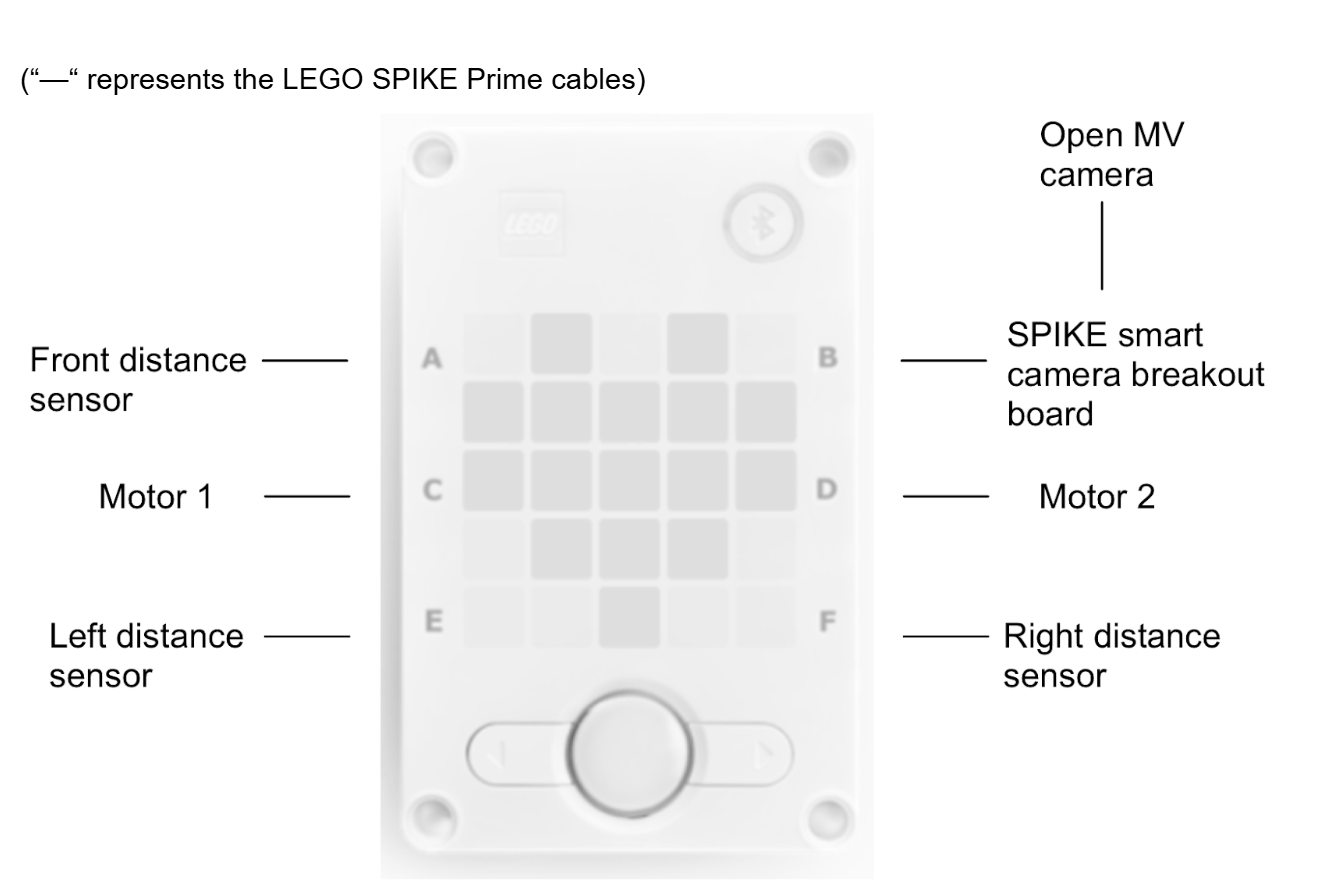 (“—“ represents the LEGO SPIKE Prime cables)
Open MV
camera
LEGO
Front distance
sensor
A
B
SPIKE smart
camera breakout
board
Motor 1
C
D
Motor 2
Left distance
sensor
E
F
Right distance
sensor